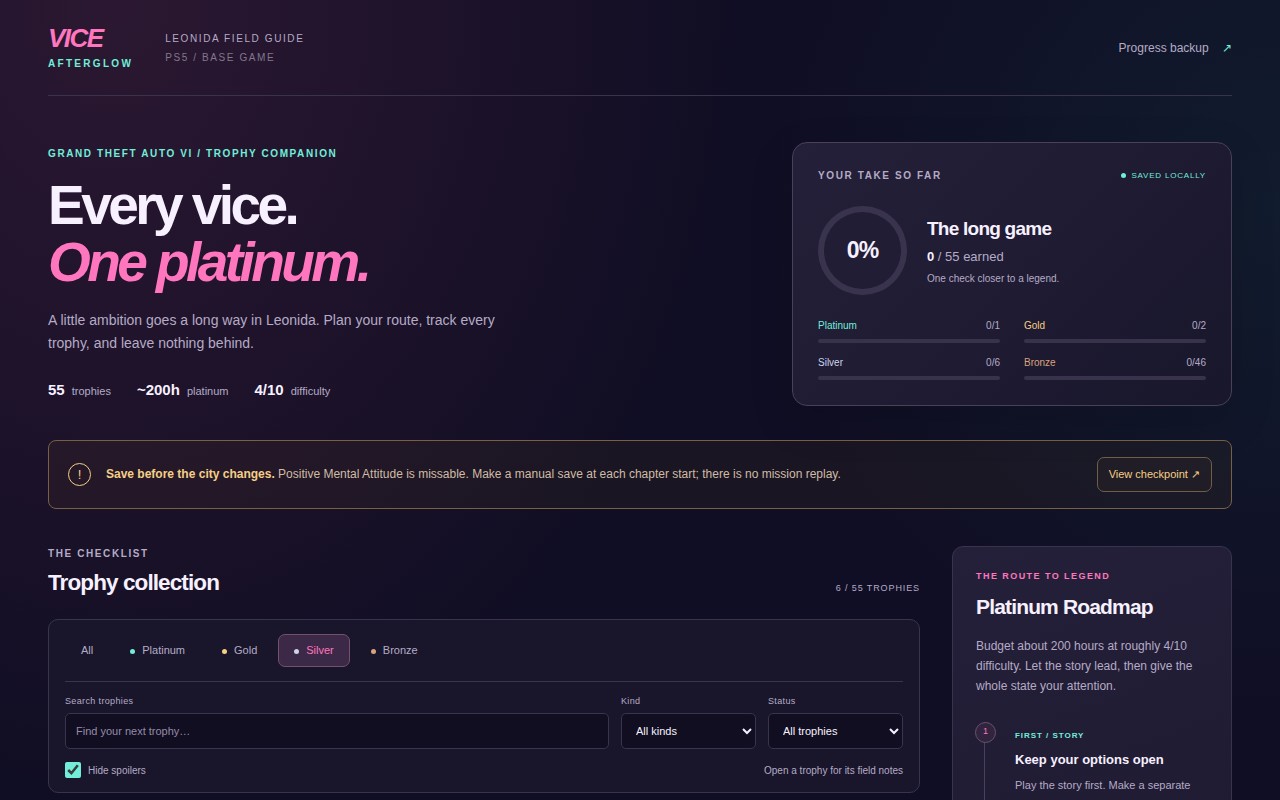 VICE
AFTERGLOW
LEONIDA FIELD GUIDE
PS5 / BASE GAME
Progress backup ↗
GRAND THEFT AUTO VI / TROPHY COMPANION
Every vice.
One platinum.
A little ambition goes a long way in Leonida. Plan your route, track every
trophy, and leave nothing behind.
55 trophies ~200h platinum 4/10 difficulty
YOUR TAKE SO FAR
SAVED LOCALLY
0%
The long game
0 / 55 earned
One check closer to a legend.
Platinum 0/1
Gold 0/2
Silver 0/6
Bronze 0/46
! Save before the city changes. Positive Mental Attitude is missable. Make a manual save at each chapter start; there is no mission replay.
View checkpoint ↗
THE CHECKLIST
Trophy collection
6 / 55 TROPHIES
All Platinum Gold Silver Bronze
Search trophies Kind Status
Find your next trophy… All kinds All trophies
Hide spoilers
Open a trophy for its field notes
THE ROUTE TO LEGEND
Platinum Roadmap
Budget about 200 hours at roughly 4/10
difficulty. Let the story lead, then give the
whole state your attention.
1
FIRST / STORY
Keep your options open
Play the story first. Make a separate